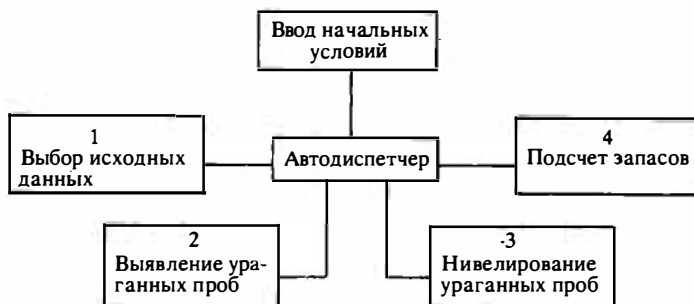 Ввод начальных
условий
1
Выбор исходных
данных
Автодиспетчер
4
Подсчет запасов
2
Выявление ура-
ганных проб
-3
Нивелирование
ураганных проб